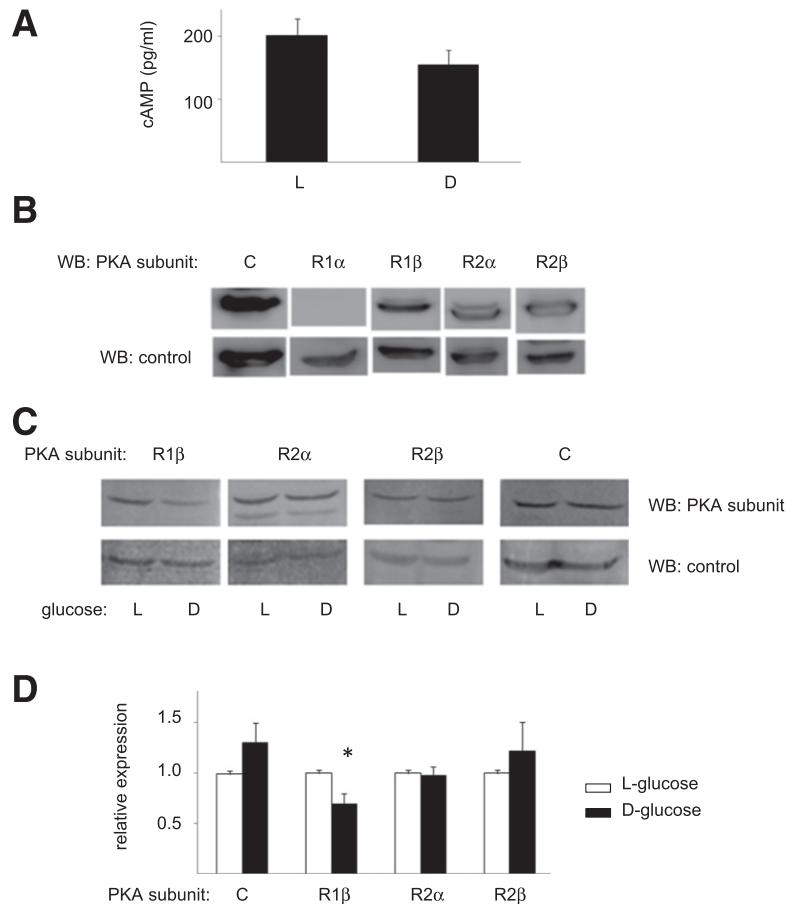 A
cAMP (pg/ml)
200
100
L D
B
WB: PKA subunit: C R1α R1β R2α R2β
WB: control
C
PKA subunit: R1β R2α R2β C
WB: PKA subunit
WB: control
glucose: L D L D L D L D
D
relative expression
1.5
1.0
0.5
*
L-glucose
D-glucose
PKA subunit: C R1β R2α R2β